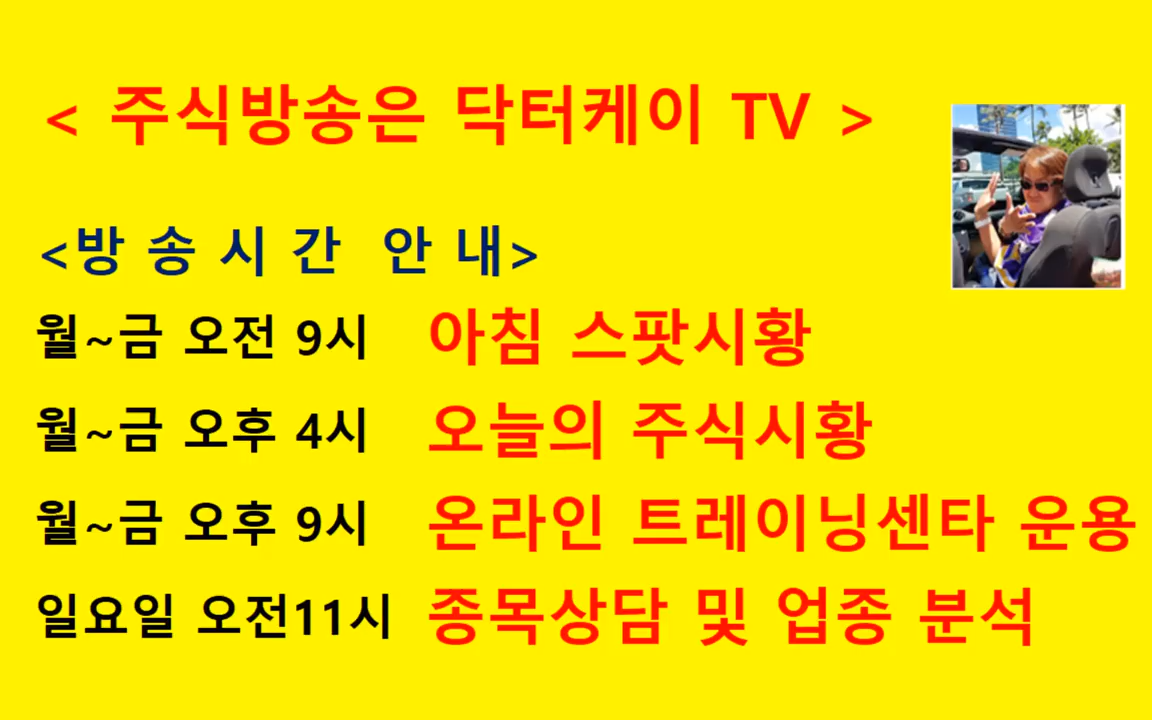 < 주식방송은 닥터케이 TV >
<방 송 시 간 안 내>
월~금 오전 9시 아침 스팟시황
월~금 오후 4시 오늘의 주식시황
월~금 오후 9시 온라인 트레이닝센타 운용
일요일 오전11시 종목상담 및 업종 분석